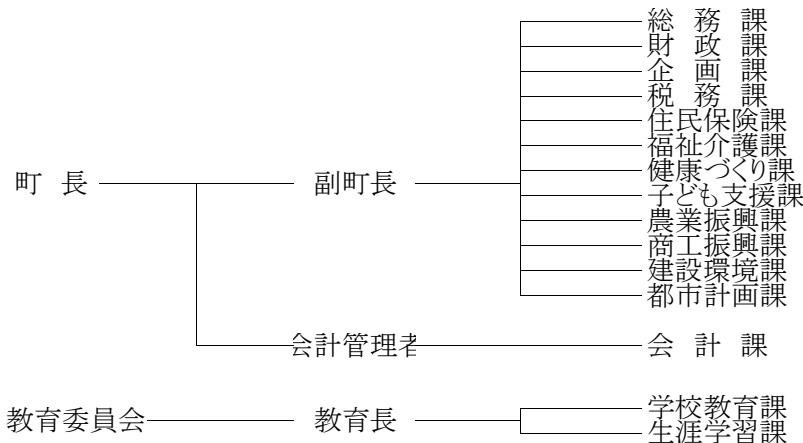 総務課
財政課
企画課
税務課
住民保険課
福祉介護課
健康づくり課
町長 副町長
子ども支援課
農業振興課
商工振興課
建設環境課
都市計画課
会計管理者 会計課
教育委員会 教育長
学校教育課
生涯学習課